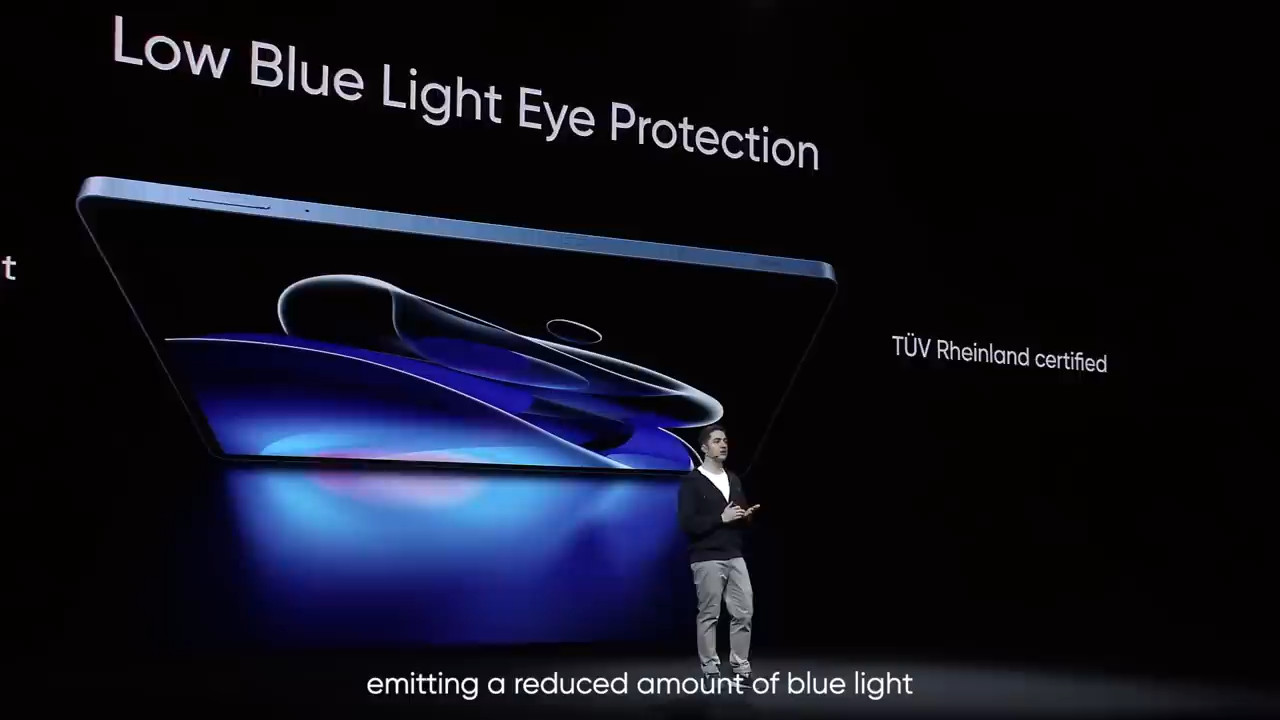 Low Blue Light Eye Protection
t
TÜV Rheinland certified
emitting a reduced amount of blue light